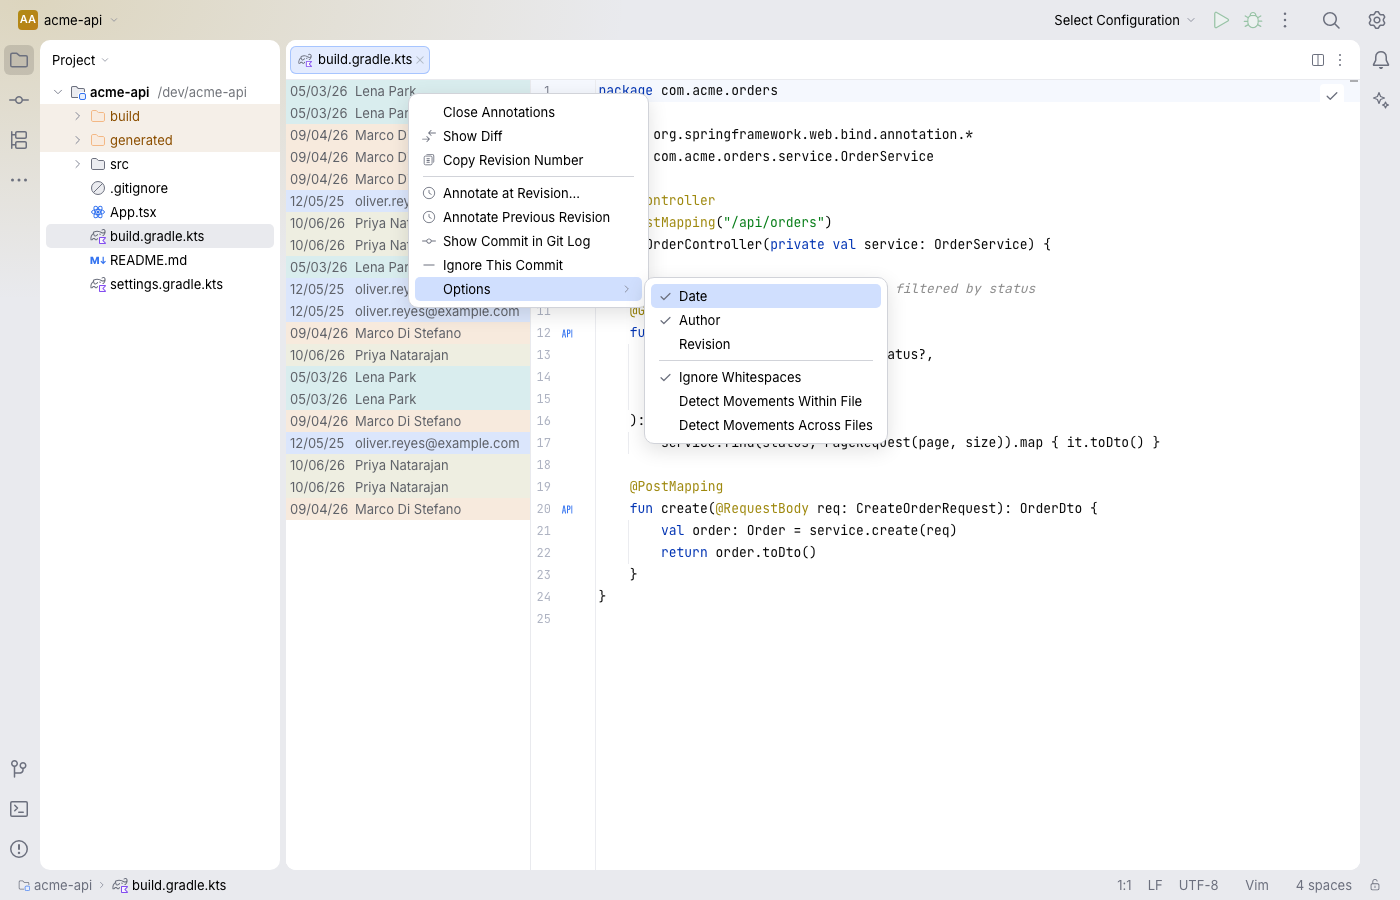 AA acme-api
Select Configuration
Project
acme-api /dev/acme-api
build
generated
src
.gitignore
App.tsx
build.gradle.kts
M↓ README.md
settings.gradle.kts
build.gradle.kts
05/03/26 Lena Park
05/03/26 Lena Par
09/04/26 Marco D
09/04/26 Marco D
09/04/26 Marco D
12/05/25 oliver.rey
10/06/26 Priya Nat
10/06/26 Priya Nat
05/03/26 Lena Par
12/05/25 oliver.rey
12/05/25 oliver.reyes@example.com
09/04/26 Marco Di Stefano
10/06/26 Priya Natarajan
05/03/26 Lena Park
05/03/26 Lena Park
09/04/26 Marco Di Stefano
12/05/25 oliver.reyes@example.com
10/06/26 Priya Natarajan
10/06/26 Priya Natarajan
09/04/26 Marco Di Stefano
Close Annotations
Show Diff
Copy Revision Number
Annotate at Revision...
Annotate Previous Revision
Show Commit in Git Log
Ignore This Commit
Options
Date
Author
Revision
Ignore Whitespaces
Detect Movements Within File
Detect Movements Across Files
1 package com.acme.orders
org.springframework.web.bind.annotation.*
com.acme.orders.service.OrderService
ontroller
stMapping("/api/orders")
OrderController(private val service: OrderService) {
filtered by status
11 @G
12 API fu
13 atus?,
14
15
16 ):
17 service.find(status, PageRequest(page, size)).map { it.toDto() }
18
19 @PostMapping
20 API fun create(@RequestBody req: CreateOrderRequest): OrderDto {
21 val order: Order = service.create(req)
22 return order.toDto()
23 }
24 }
25
acme-api build.gradle.kts
1:1 LF UTF-8 Vim 4 spaces